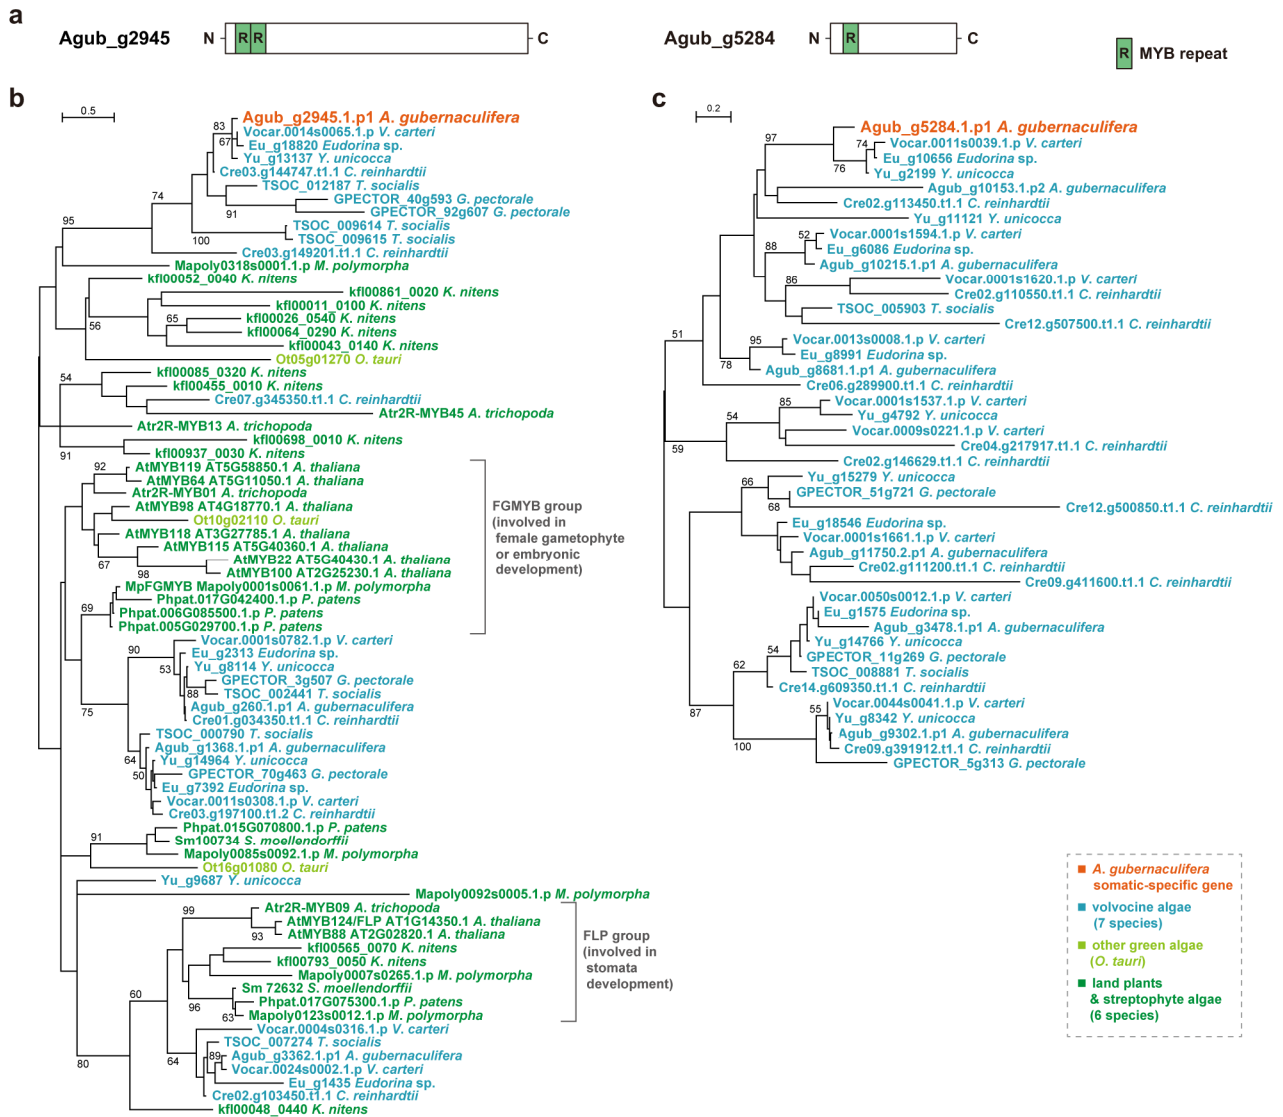 a
Agub_g2945
N
R R
C
Agub_g5284
N
R
C
R MYB repeat
b
0.5
83
67
Agub_g2945.1.p1 A. gubernaculifera
Vocar.0014s0065.1.p V. carteri
Eu_g18820 Eudorina sp.
Yu_g13137 Y. unicocca
Cre03.g144747.t1.1 C. reinhardtii
TSOC_012187 T. socialis
74
GPECTOR_40g593 G. pectorale
91
GPECTOR_92g607 G. pectorale
95
TSOC_009614 T. socialis
100
TSOC_009615 T. socialis
Cre03.g149201.t1.1 C. reinhardtii
Mapoly0318s0001.1.p M. polymorpha
kfl00052_0040 K. nitens
kfl00861_0020 K. nitens
kfl00011_0100 K. nitens
56
65
kfl00026_0540 K. nitens
kfl00064_0290 K. nitens
kfl00043_0140 K. nitens
Ot05g01270 O. tauri
54
kfl00085_0320 K. nitens
kfl00455_0010 K. nitens
Cre07.g345350.t1.1 C. reinhardtii
Atr2R-MYB45 A. trichopoda
Atr2R-MYB13 A. trichopoda
91
kfl00698_0010 K. nitens
kfl00937_0030 K. nitens
92
AtMYB119 AT5G58850.1 A. thaliana
AtMYB64 AT5G11050.1 A. thaliana
Atr2R-MYB01 A. trichopoda
AtMYB98 AT4G18770.1 A. thaliana
Ot10g02110 O. tauri
AtMYB118 AT3G27785.1 A. thaliana
67
AtMYB115 AT5G40360.1 A. thaliana
98
AtMYB22 AT5G40430.1 A. thaliana
AtMYB100 AT2G25230.1 A. thaliana
69
MpFGMYB Mapoly0001s0061.1.p M. polymorpha
Phpat.017G042400.1.p P. patens
Phpat.006G085500.1.p P. patens
Phpat.005G029700.1.p P. patens
FGMYB group
(involved in
female gametophyte
or embryonic
development)
90
53
Vocar.0001s0782.1.p V. carteri
Eu_g2313 Eudorina sp.
Yu_g8114 Y. unicocca
88
GPECTOR_3g507 G. pectorale
TSOC_002441 T. socialis
Agub_g260.1.p1 A. gubernaculifera
75
Cre01.g034350.t1.1 C. reinhardtii
TSOC_000790 T. socialis
64
Agub_g1368.1.p1 A. gubernaculifera
Yu_g14964 Y. unicocca
50
GPECTOR_70g463 G. pectorale
Eu_g7392 Eudorina sp.
Vocar.0011s0308.1.p V. carteri
Cre03.g197100.t1.2 C. reinhardtii
91
Phpat.015G070800.1.p P. patens
Sm100734 S. moellendorffii
Mapoly0085s0092.1.p M. polymorpha
Ot16g01080 O. tauri
Yu_g9687 Y. unicocca
Mapoly0092s0005.1.p M. polymorpha
99
Atr2R-MYB09 A. trichopoda
93
AtMYB124/FLP AT1G14350.1 A. thaliana
AtMYB88 AT2G02820.1 A. thaliana
kfl00565_0070 K. nitens
kfl00793_0050 K. nitens
Mapoly0007s0265.1.p M. polymorpha
60
96
Sm 72632 S. moellendorffii
Phpat.017G075300.1.p P. patens
63
Mapoly0123s0012.1.p M. polymorpha
FLP group
(involved in
stomata
development)
80
64
Vocar.0004s0316.1.p V. carteri
TSOC_007274 T. socialis
89
Agub_g3362.1.p1 A. gubernaculifera
Vocar.0024s0002.1.p V. carteri
Eu_g1435 Eudorina sp.
Cre02.g103450.t1.1 C. reinhardtii
kfl00048_0440 K. nitens
c
0.2
97
Agub_g5284.1.p1 A. gubernaculifera
74
76
Vocar.0011s0039.1.p V. carteri
Eu_g10656 Eudorina sp.
Yu_g2199 Y. unicocca
Agub_g10153.1.p2 A. gubernaculifera
Cre02.g113450.t1.1 C. reinhardtii
Yu_g11121 Y. unicocca
88
52
Vocar.0001s1594.1.p V. carteri
Eu_g6086 Eudorina sp.
Agub_g10215.1.p1 A. gubernaculifera
86
Vocar.0001s1620.1.p V. carteri
Cre02.g110550.t1.1 C. reinhardtii
TSOC_005903 T. socialis
Cre12.g507500.t1.1 C. reinhardtii
51
95
78
Vocar.0013s0008.1.p V. carteri
Eu_g8991 Eudorina sp.
Agub_g8681.1.p1 A. gubernaculifera
Cre06.g289900.t1.1 C. reinhardtii
54
85
Vocar.0001s1537.1.p V. carteri
Yu_g4792 Y. unicocca
Vocar.0009s0221.1.p V. carteri
59
Cre04.g217917.t1.1 C. reinhardtii
Cre02.g146629.t1.1 C. reinhardtii
66
68
Yu_g15279 Y. unicocca
GPECTOR_51g721 G. pectorale
Cre12.g500850.t1.1 C. reinhardtii
Eu_g18546 Eudorina sp.
Vocar.0001s1661.1.p V. carteri
Agub_g11750.2.p1 A. gubernaculifera
Cre02.g111200.t1.1 C. reinhardtii
Cre09.g411600.t1.1 C. reinhardtii
Vocar.0050s0012.1.p V. carteri
Eu_g1575 Eudorina sp.
Agub_g3478.1.p1 A. gubernaculifera
Yu_g14766 Y. unicocca
62
54
GPECTOR_11g269 G. pectorale
TSOC_008881 T. socialis
Cre14.g609350.t1.1 C. reinhardtii
87
55
100
Vocar.0044s0041.1.p V. carteri
Yu_g8342 Y. unicocca
Agub_g9302.1.p1 A. gubernaculifera
Cre09.g391912.t1.1 C. reinhardtii
GPECTOR_5g313 G. pectorale
A. gubernaculifera
somatic-specific gene
volvocine algae
(7 species)
other green algae
(O. tauri)
land plants
& streptophyte algae
(6 species)